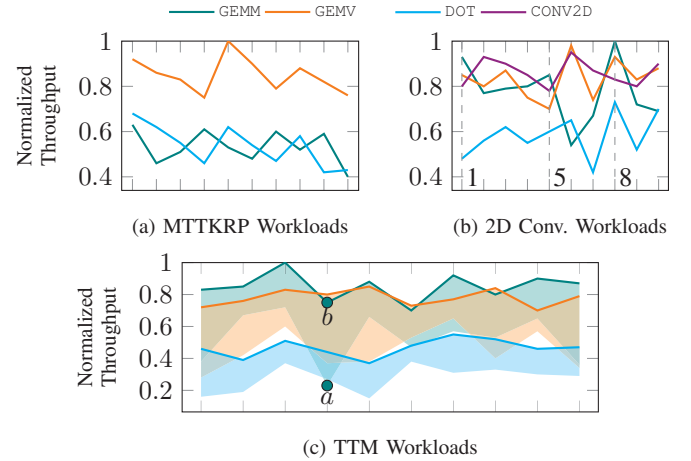 GEMM GEMV DOT CONV2D
Normalized
Throughput
1
0.8
0.6
0.4
(a) MTTKRP Workloads
1
0.8
0.6
0.4
1 5 8
(b) 2D Conv. Workloads
Normalized
Throughput
1
0.8
0.6
0.4
0.2
b
a
(c) TTM Workloads